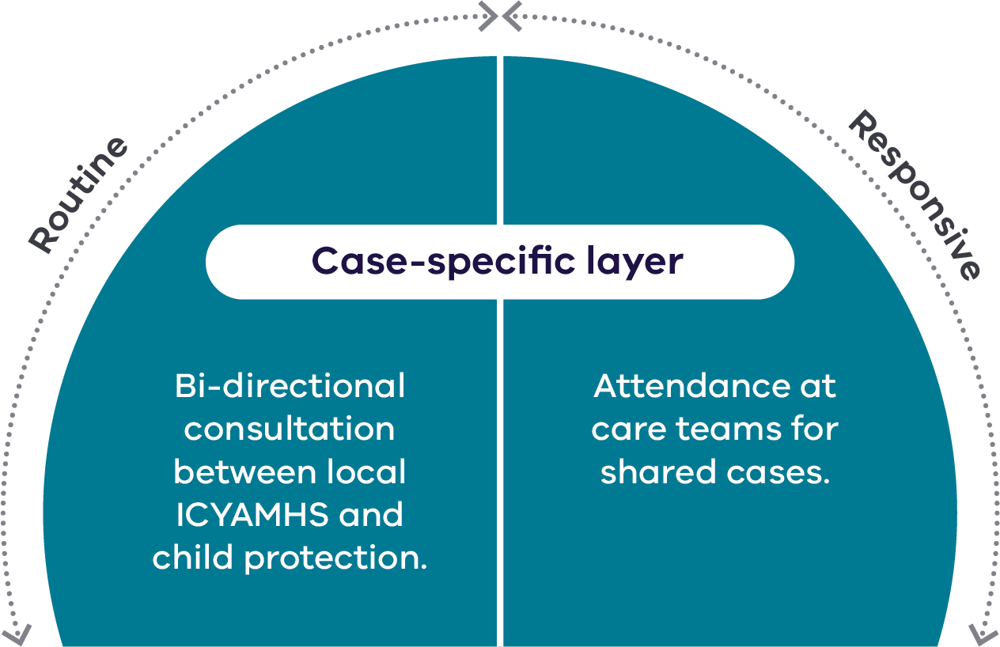 Routine
Responsive
Case-specific layer
Bi-directional
consultation
between local
ICYAMHS and
child protection.
Attendance at
care teams for
shared cases.